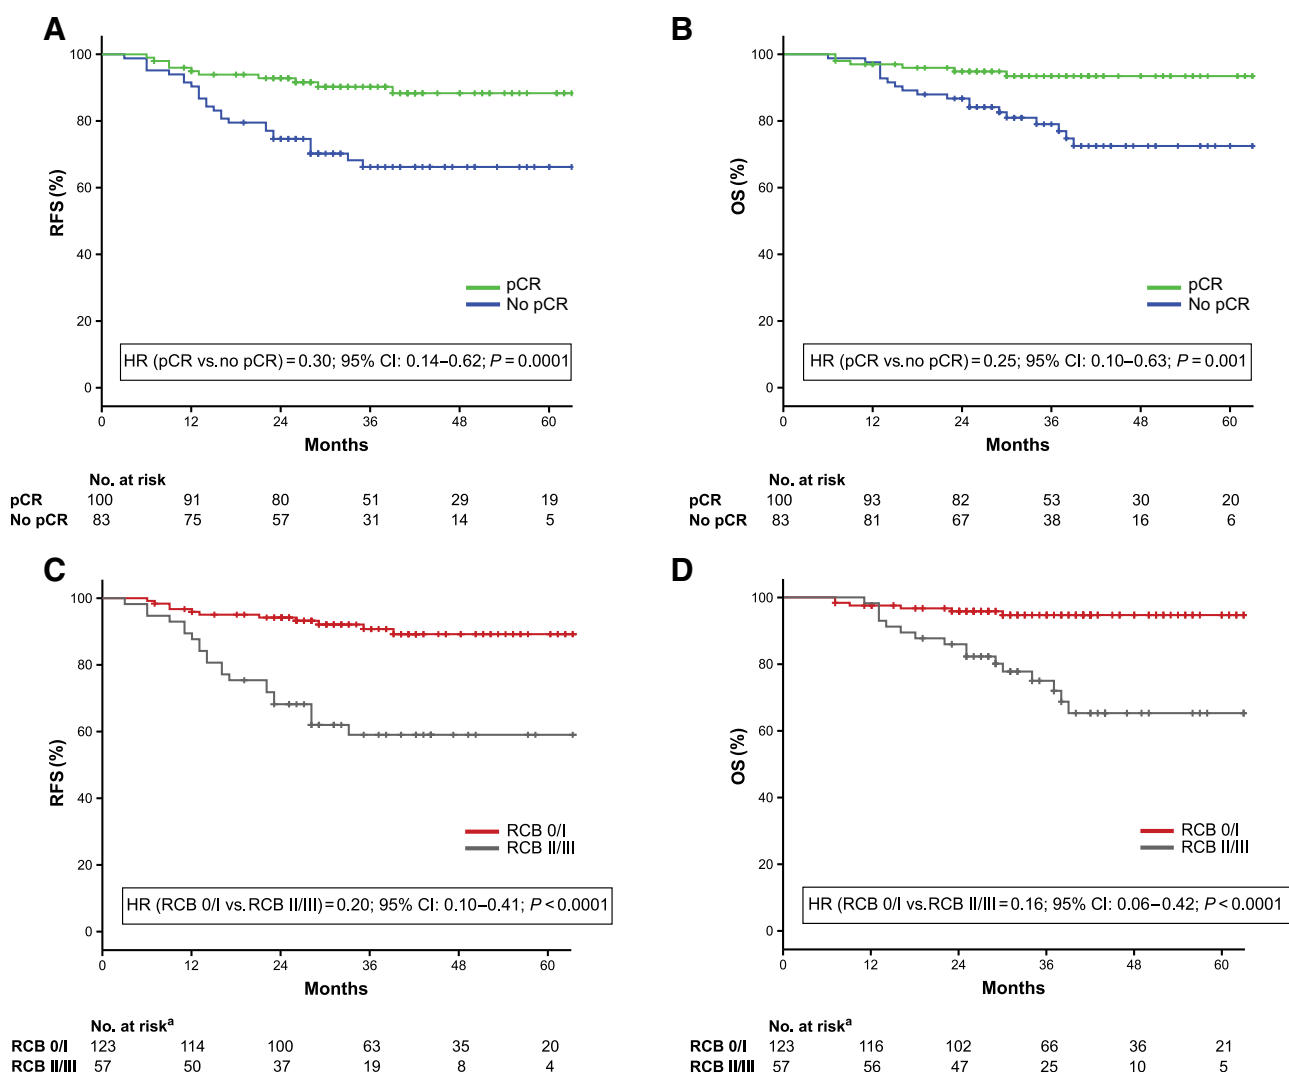 A
100
80
60
40
20
0
RFS (%)
pCR
No pCR
HR (pCR vs. no pCR) = 0.30; 95% CI: 0.14–0.62; P = 0.0001
0 12 24 36 48 60
Months
No. at risk
pCR 100 91 80 51 29 19
No pCR 83 75 57 31 14 5
B
100
80
60
40
20
0
OS (%)
pCR
No pCR
HR (pCR vs. no pCR) = 0.25; 95% CI: 0.10–0.63; P = 0.001
0 12 24 36 48 60
Months
No. at risk
pCR 100 93 82 53 30 20
No pCR 83 81 67 38 16 6
C
100
80
60
40
20
0
RFS (%)
RCB 0/I
RCB II/III
HR (RCB 0/I vs. RCB II/III) = 0.20; 95% CI: 0.10–0.41; P < 0.0001
0 12 24 36 48 60
Months
No. at riskᵃ
RCB 0/I 123 114 100 63 35 20
RCB II/III 57 50 37 19 8 4
D
100
80
60
40
20
0
OS (%)
RCB 0/I
RCB II/III
HR (RCB 0/I vs. RCB II/III = 0.16; 95% CI: 0.06–0.42; P < 0.0001
0 12 24 36 48 60
Months
No. at riskᵃ
RCB 0/I 123 116 102 66 36 21
RCB II/III 57 56 47 25 10 5